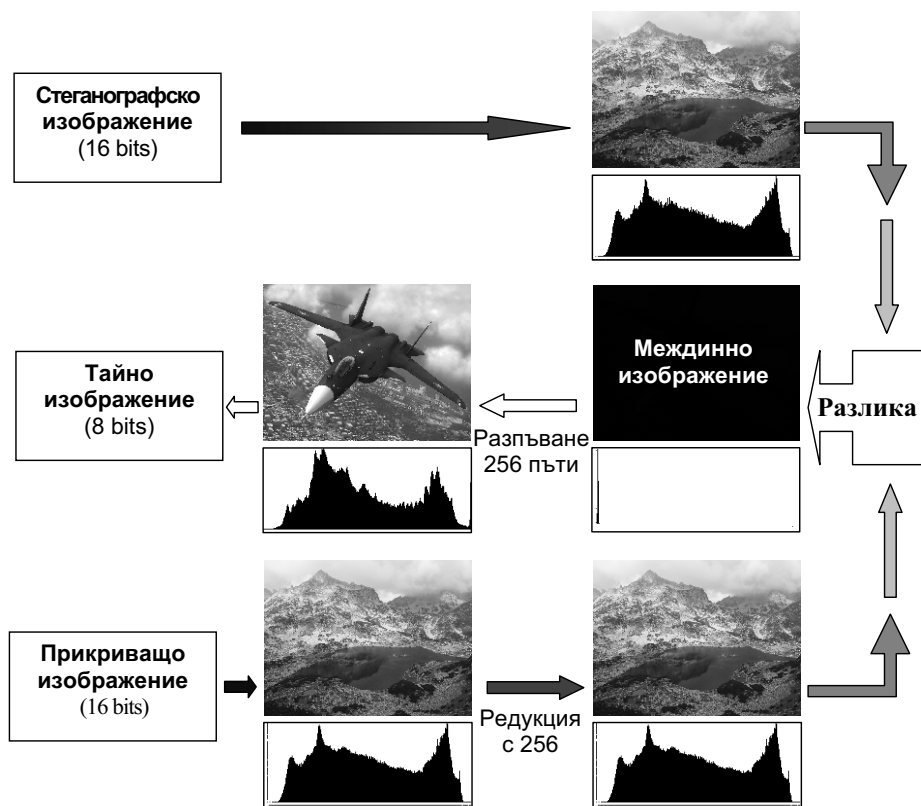 Стеганографско
изображение
(16 bits)
Тайно
изображение
(8 bits)
Разпъване
256 пъти
Междинно
изображение
Разлика
Прикриващо
изображение
(16 bits)
Редукция
с 256